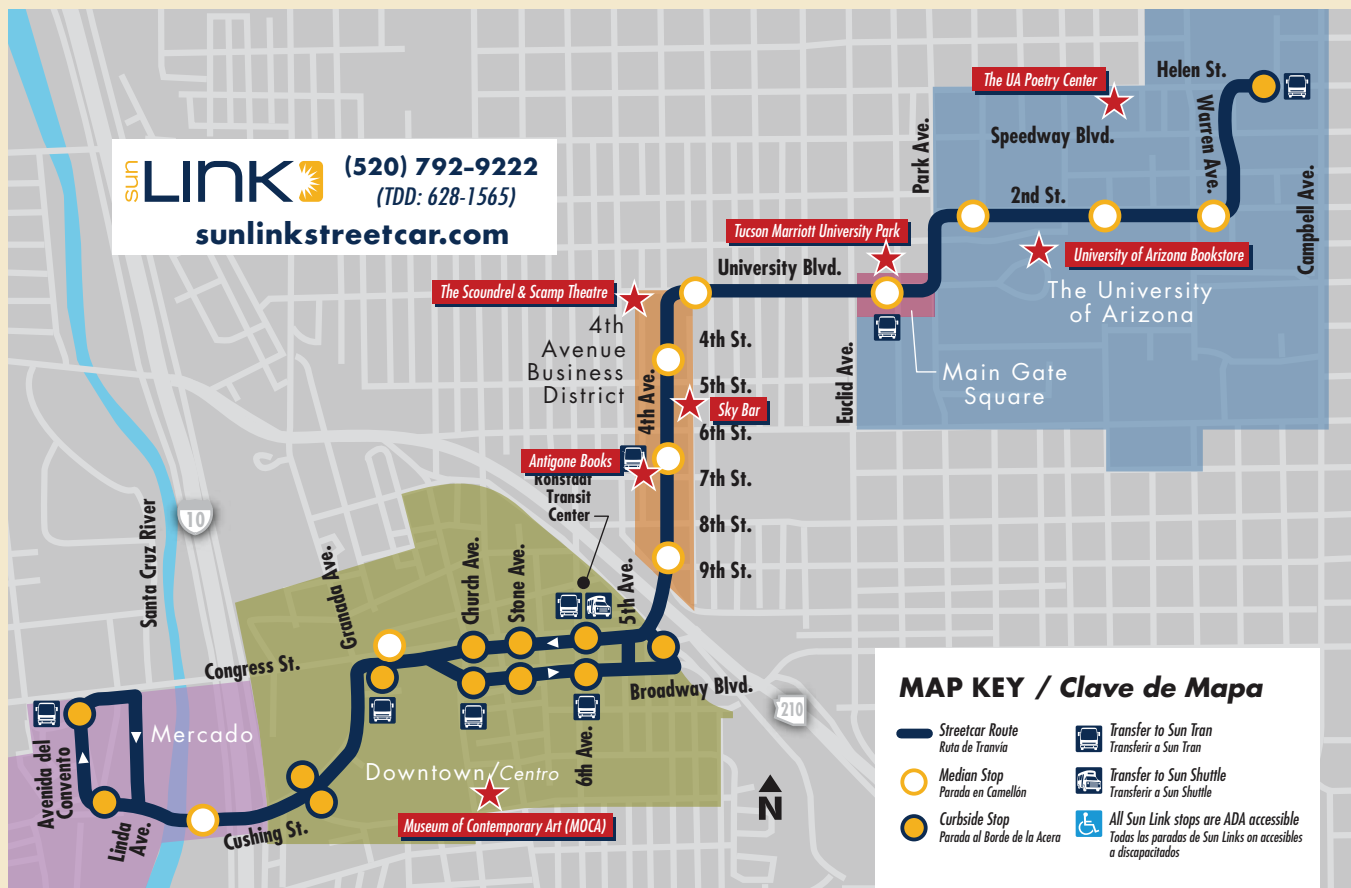 sun LINK
(520) 792-9222
(TDD: 628-1565)
sunlinkstreetcar.com
The UA Poetry Center
Helen St.
Speedway Blvd.
Warren Ave.
Park Ave.
2nd St.
Campbell Ave.
Tucson Marriott University Park
University of Arizona Bookstore
University Blvd.
The University
of Arizona
The Scoundrel & Scamp Theatre
4th
Avenue
Business
District
4th Ave.
4th St.
5th St.
Sky Bar
6th St.
7th St.
8th St.
9th St.
Euclid Ave.
Main Gate
Square
Antigone Books
Ronstadt
Transit
Center
Santa Cruz River
10
Granada Ave.
Church Ave.
Stone Ave.
5th Ave.
Congress St.
Broadway Blvd.
210
Mercado
Avenida del
Convento
Linda
Ave.
Cushing St.
Downtown/Centro
6th Ave.
Museum of Contemporary Art (MOCA)
N
MAP KEY / Clave de Mapa
Streetcar Route
Ruta de Tranvía
Median Stop
Parada en Camellón
Curbside Stop
Parada al Borde de la Acera
Transfer to Sun Tran
Transferir a Sun Tran
Transfer to Sun Shuttle
Transferir a Sun Shuttle
All Sun Link stops are ADA accessible
Todas las paradas de Sun Links on accesibles
a discapacitados